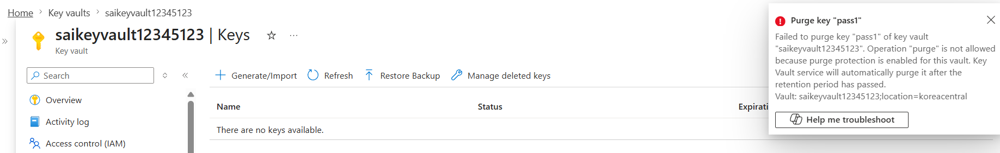 Home > Key vaults > saikeyvault12345123
saikeyvault12345123 | Keys
Key vault
Search
Overview
Activity log
Access control (IAM)
Generate/Import Refresh Restore Backup Manage deleted keys
Name Status Expirati
There are no keys available.
Purge key "pass1"
Failed to purge key "pass1" of key vault
"saikeyvault12345123". Operation "purge" is not allowed
because purge protection is enabled for this vault. Key
Vault service will automatically purge it after the
retention period has passed.
Vault: saikeyvault12345123;location=koreacentral
Help me troubleshoot